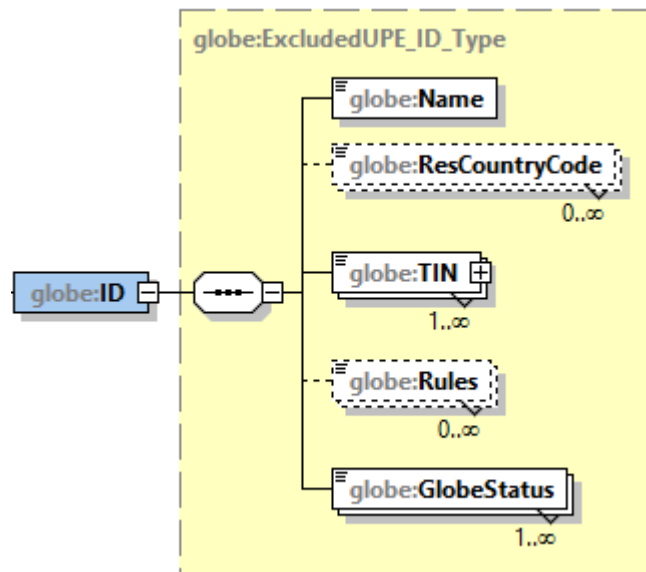 globe:ExcludedUPE_ID_Type
globe:Name
globe:ResCountryCode
0..∞
globe:ID
globe:TIN
1..∞
globe:Rules
0..∞
globe:GlobeStatus
1..∞